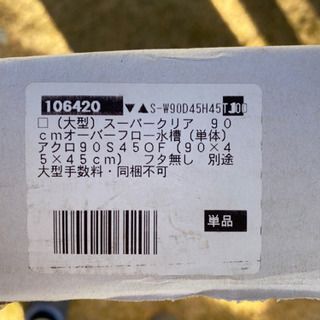 106420 ▼▲S-W90D45H45TJ00
□（大型）スーパークリア　９０
ｃｍオーバーフロー水槽（単体）
アクロ９０Ｓ４５ＯＦ（９０×４
５×４５ｃｍ）　フタ無し　別途
大型手数料・同梱不可
単品